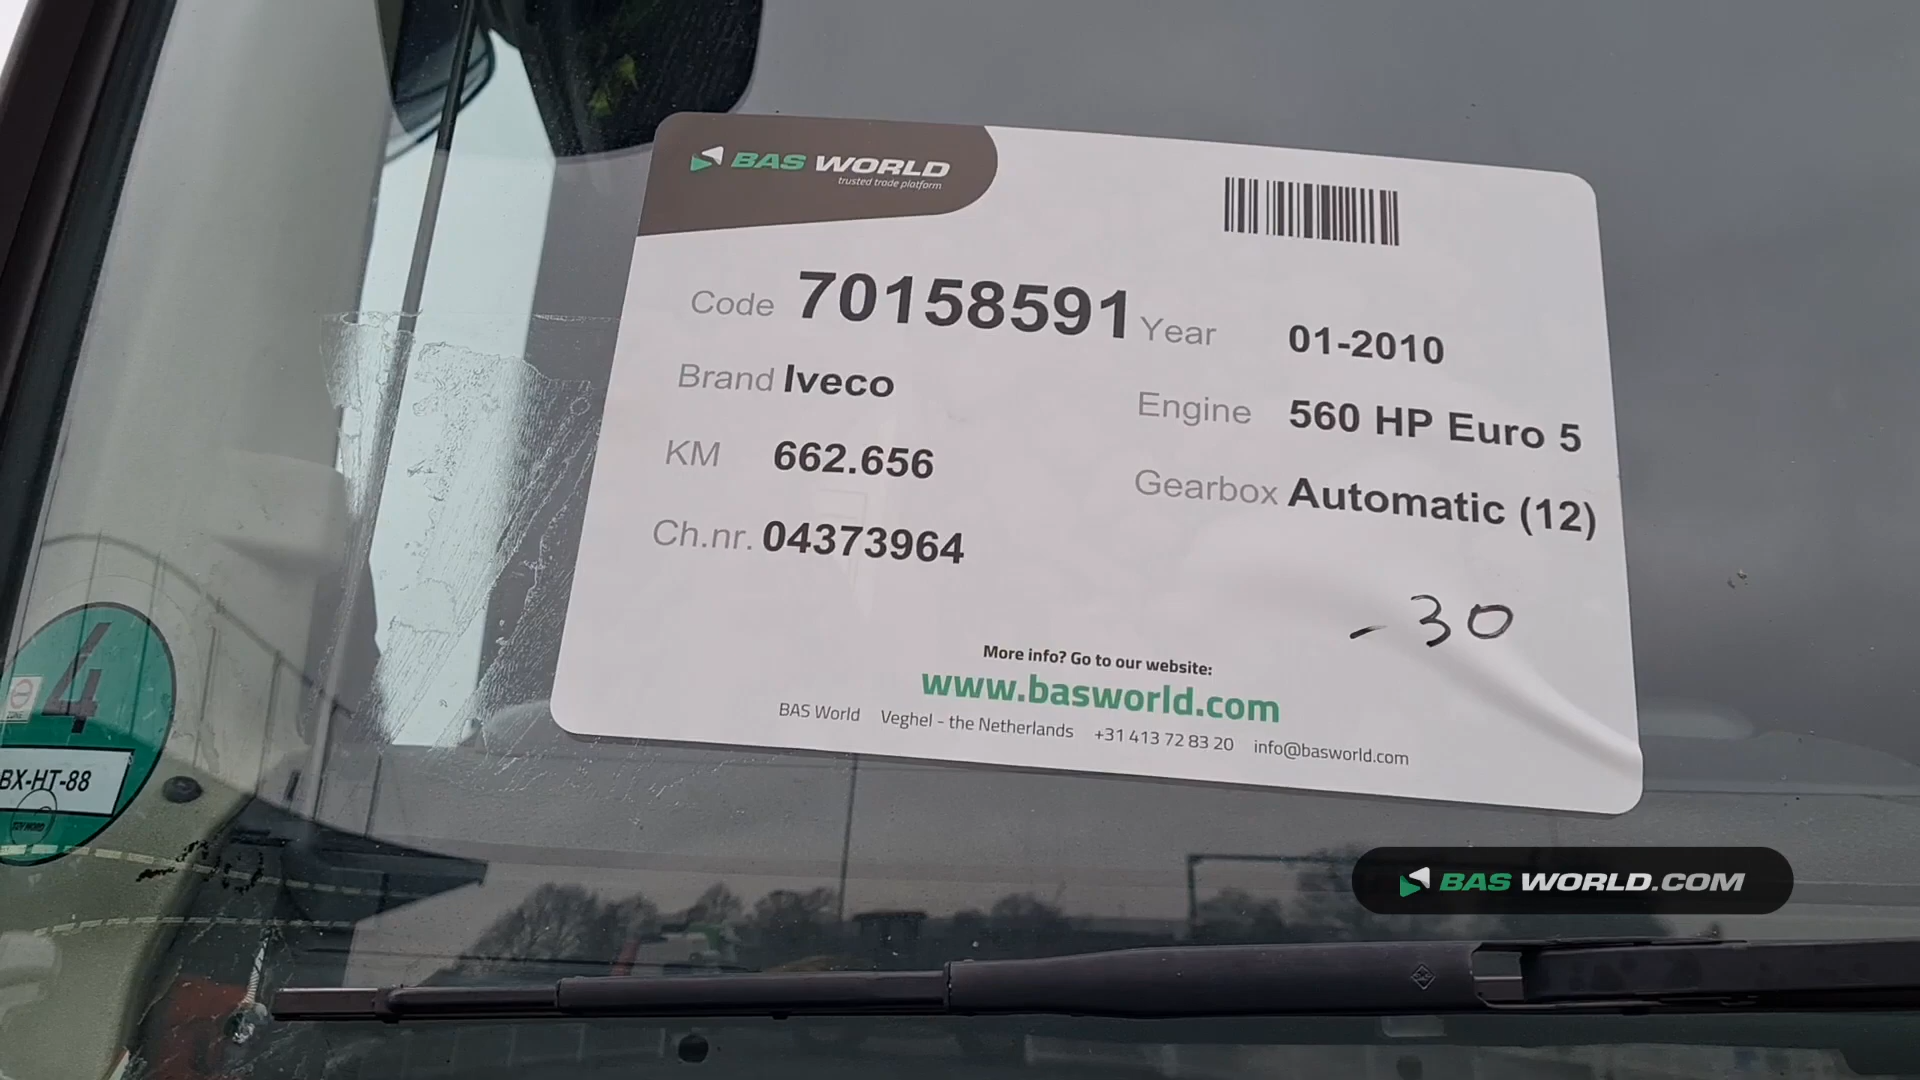 BAS WORLD
trusted trade platform
Code 70158591 Year 01-2010
Brand Iveco
Engine 560 HP Euro 5
KM 662.656
Gearbox Automatic (12)
Ch.nr. 04373964
- 30
More info? Go to our website:
www.basworld.com
BAS World Veghel - the Netherlands +31 413 72 83 20 info@basworld.com
4
BX-HT-88
BAS WORLD.COM